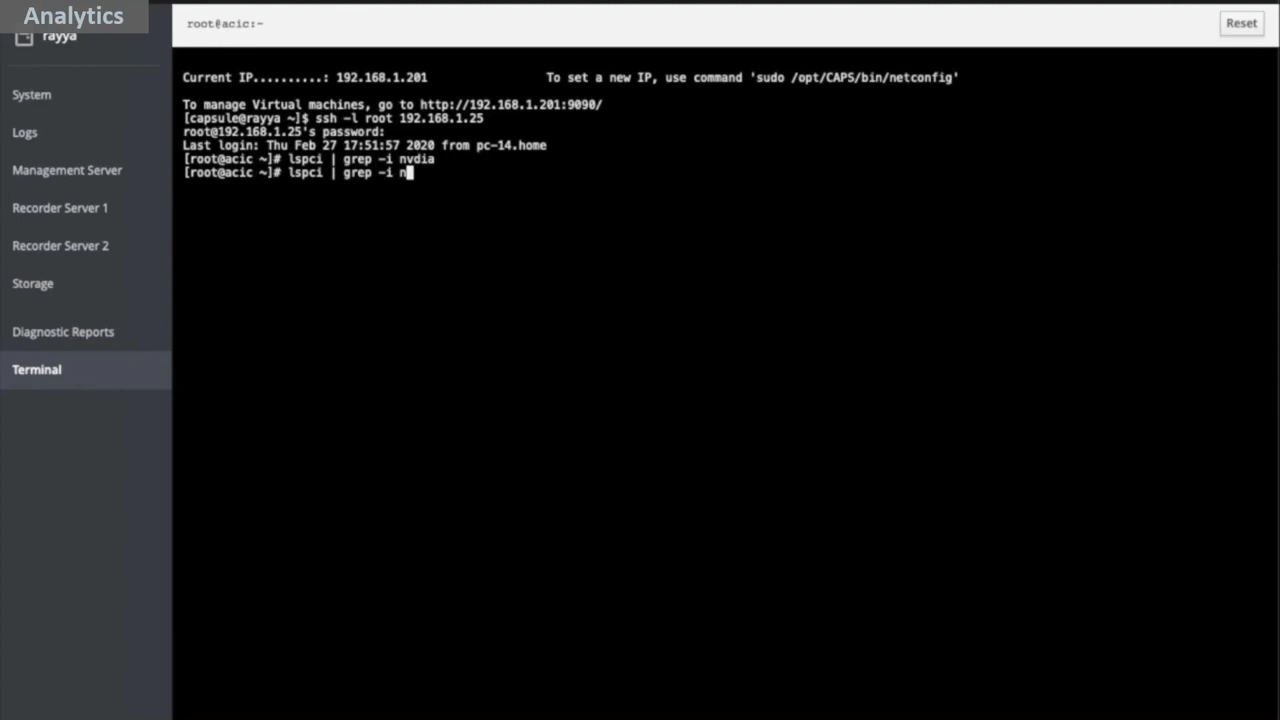 Analytics
rayya
System
Logs
Management Server
Recorder Server 1
Recorder Server 2
Storage
Diagnostic Reports
Terminal
root@acic:~
Reset
Current IP..........: 192.168.1.201 To set a new IP, use command 'sudo /opt/CAPS/bin/netconfig'
To manage Virtual machines, go to http://192.168.1.201:9090/
[capsule@rayya ~]$ ssh -l root 192.168.1.25
root@192.168.1.25's password:
Last login: Thu Feb 27 17:51:57 2020 from pc-14.home
[root@acic ~]# lspci | grep -i nvdia
[root@acic ~]# lspci | grep -i n